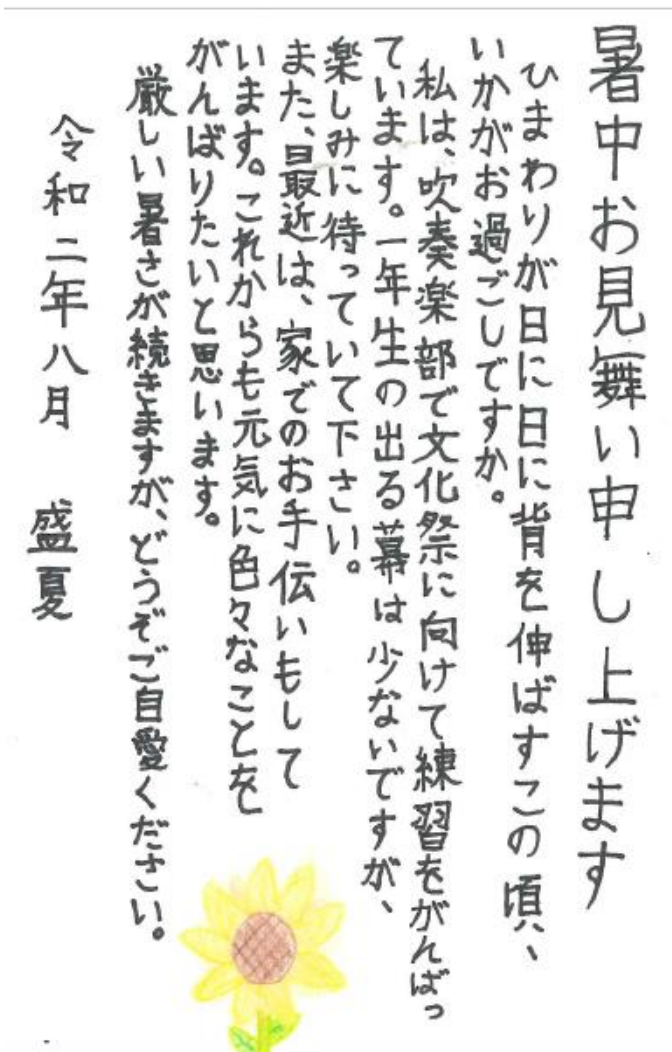 暑中お見舞い申し上げます
ひまわりが日に日に背を伸ばすこの頃、
いかがお過ごしですか。
私は、吹奏楽部で文化祭に向けて練習をがんばっ
ています。一年生の出る幕は少ないですが、
楽しみに待っていて下さい。
また、最近は、家でのお手伝いもして
います。これからも元気に色々なことを
がんばりたいと思います。
厳しい暑さが続きますが、どうぞご自愛ください。
令和二年八月 盛夏